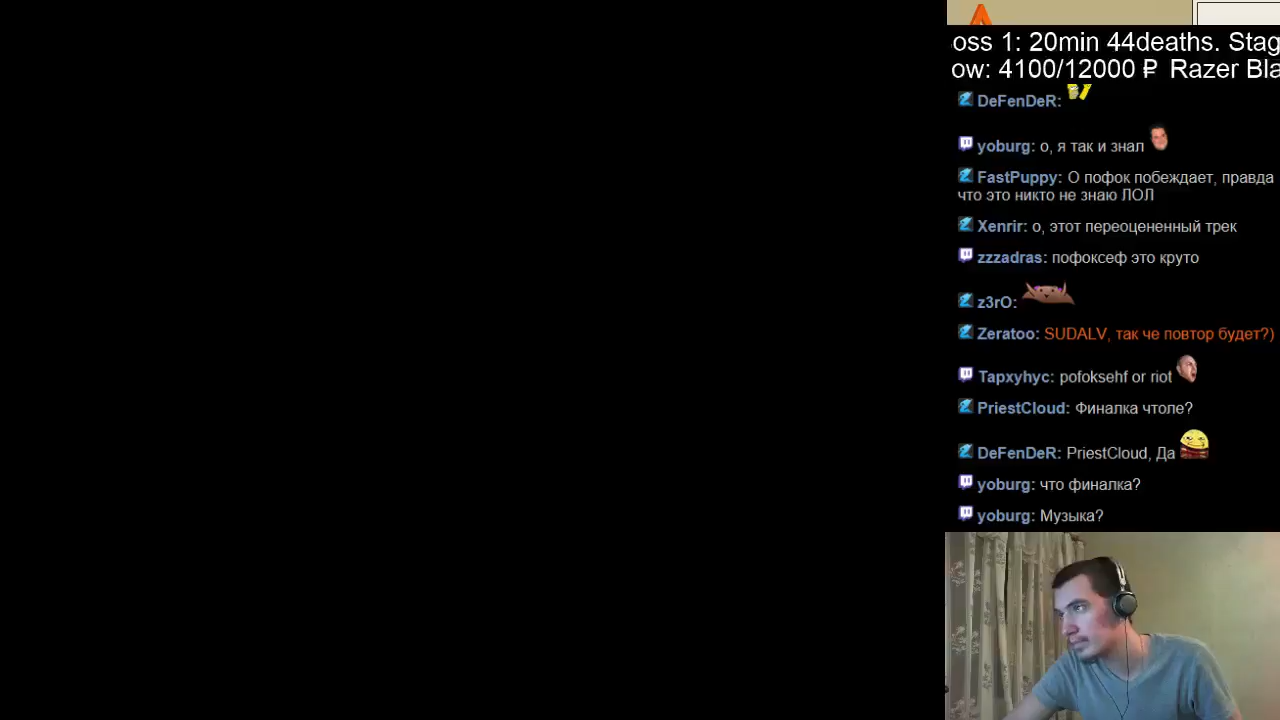 oss 1: 20min 44deaths. Stag
ow: 4100/12000 ₽ Razer Bla
DeFenDeR:
yoburg: о, я так и знал
FastPuppy: О пофок побеждает, правда
что это никто не знаю ЛОЛ
Xenrir: о, этот переоцененный трек
zzzadras: пофоксеф это круто
z3rO:
Zeratoo: SUDALV, так че повтор будет?)
Tapxyhyc: pofoksehf or riot
PriestCloud: Финалка чтоле?
DeFenDeR: PriestCloud, Да
yoburg: что финалка?
yoburg: Музыка?